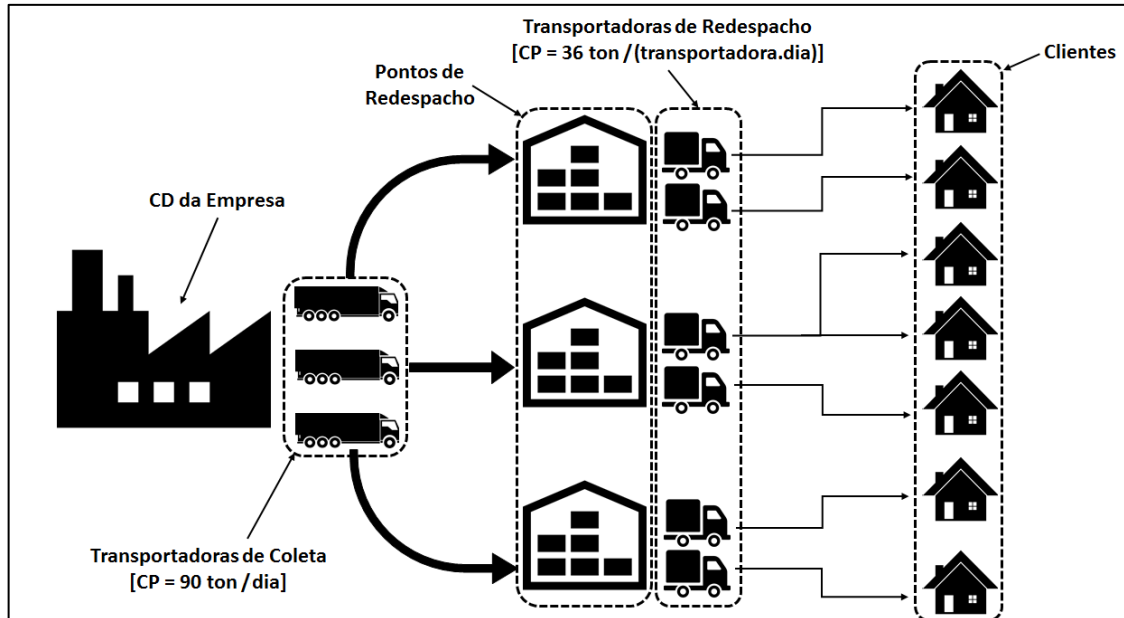 Transportadoras de Redespacho
[CP = 36 ton /(transportadora.dia)]
Clientes
Pontos de
Redespacho
CD da Empresa
Transportadoras de Coleta
[CP = 90 ton /dia]